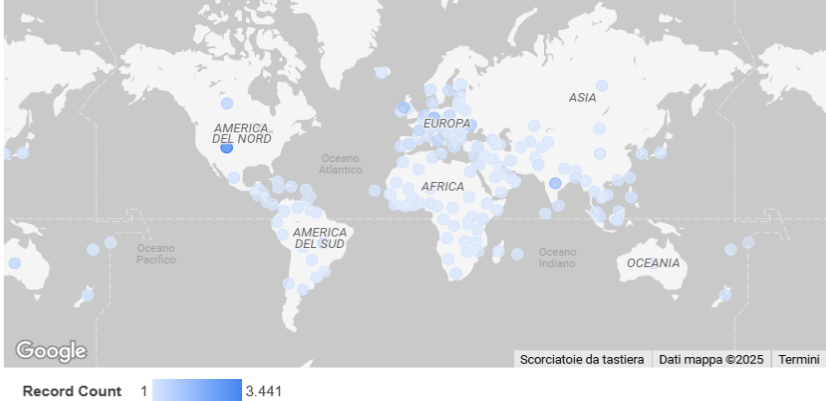 ASIA
EUROPA
AMERICA
DEL NORD
Oceano
Atlantico
AFRICA
AMERICA
DEL SUD
Oceano
Pacifico
Oceano
Indiano
OCEANIA
Google
Scorciatoie da tastiera
Dati mappa ©2025
Termini
Record Count 1 3.441